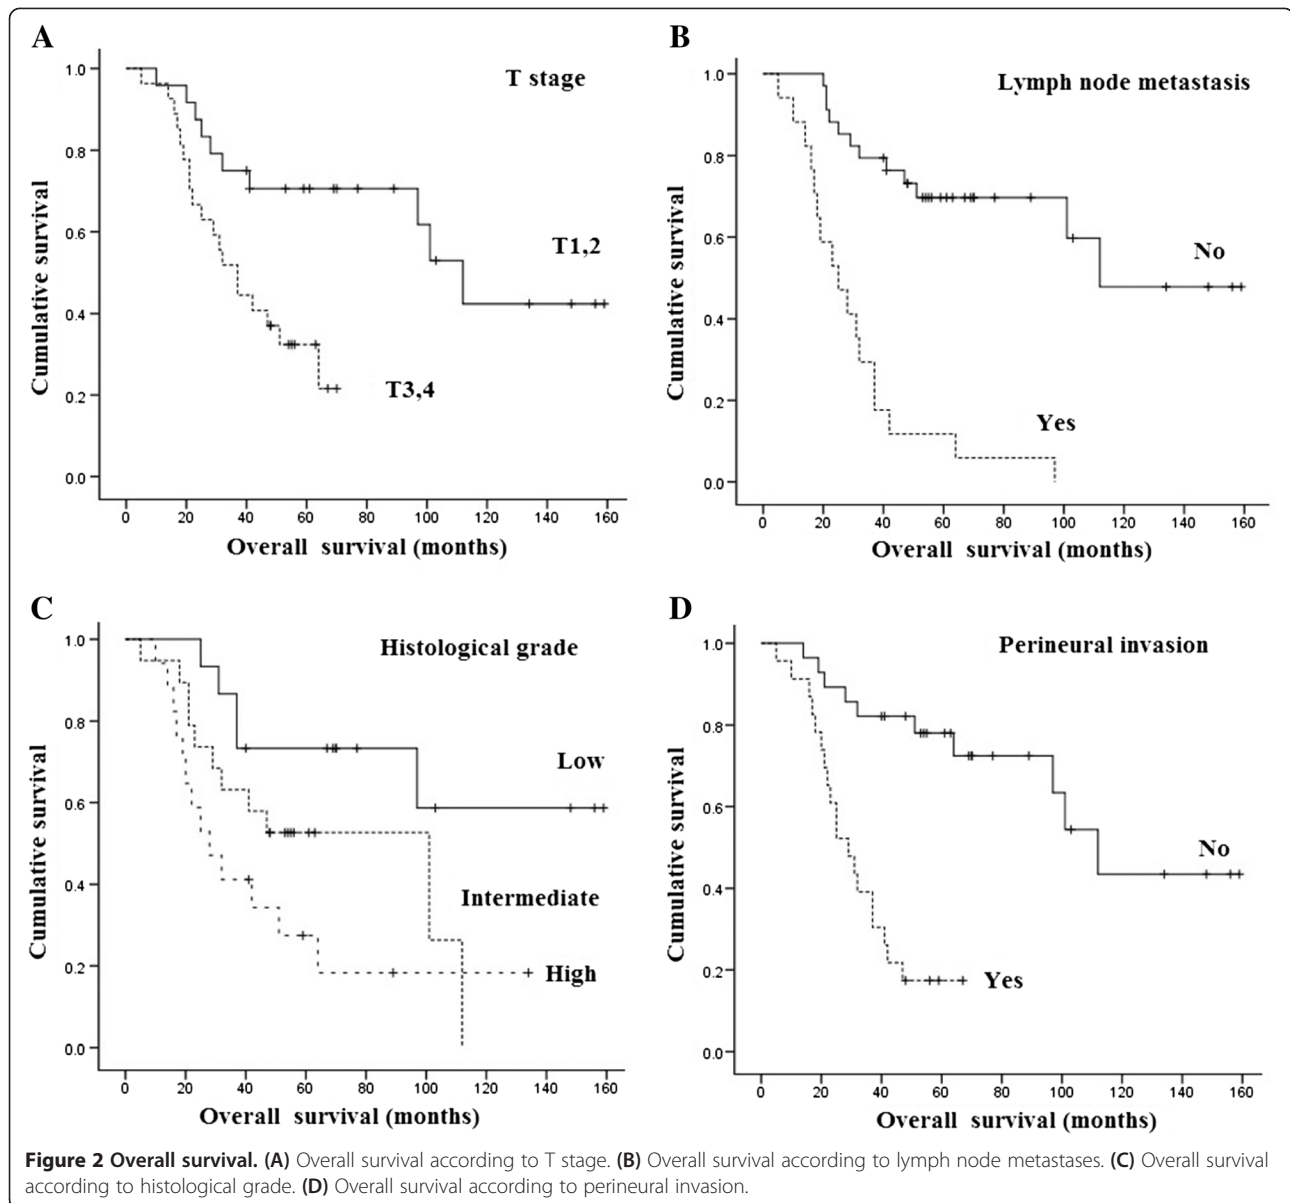 A
T stage
Cumulative survival
1.0
0.8
0.6
0.4
0.2
0.0
T1,2
T3,4
0 20 40 60 80 100 120 140 160
Overall survival (months)
B
Lymph node metastasis
Cumulative survival
1.0
0.8
0.6
0.4
0.2
0.0
No
Yes
0 20 40 60 80 100 120 140 160
Overall survival (months)
C
Histological grade
Cumulative survival
1.0
0.8
0.6
0.4
0.2
0.0
Low
Intermediate
High
0 20 40 60 80 100 120 140 160
Overall survival (months)
D
Perineural invasion
Cumulative survival
1.0
0.8
0.6
0.4
0.2
0.0
No
Yes
0 20 40 60 80 100 120 140 160
Overall survival (months)
Figure 2 Overall survival. (A) Overall survival according to T stage. (B) Overall survival according to lymph node metastases. (C) Overall survival
according to histological grade. (D) Overall survival according to perineural invasion.